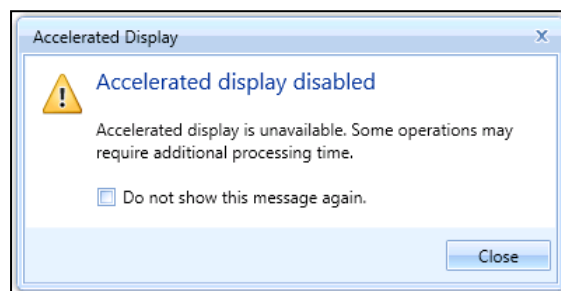 Accelerated Display
Accelerated display disabled
Accelerated display is unavailable. Some operations may
require additional processing time.
Do not show this message again.
Close